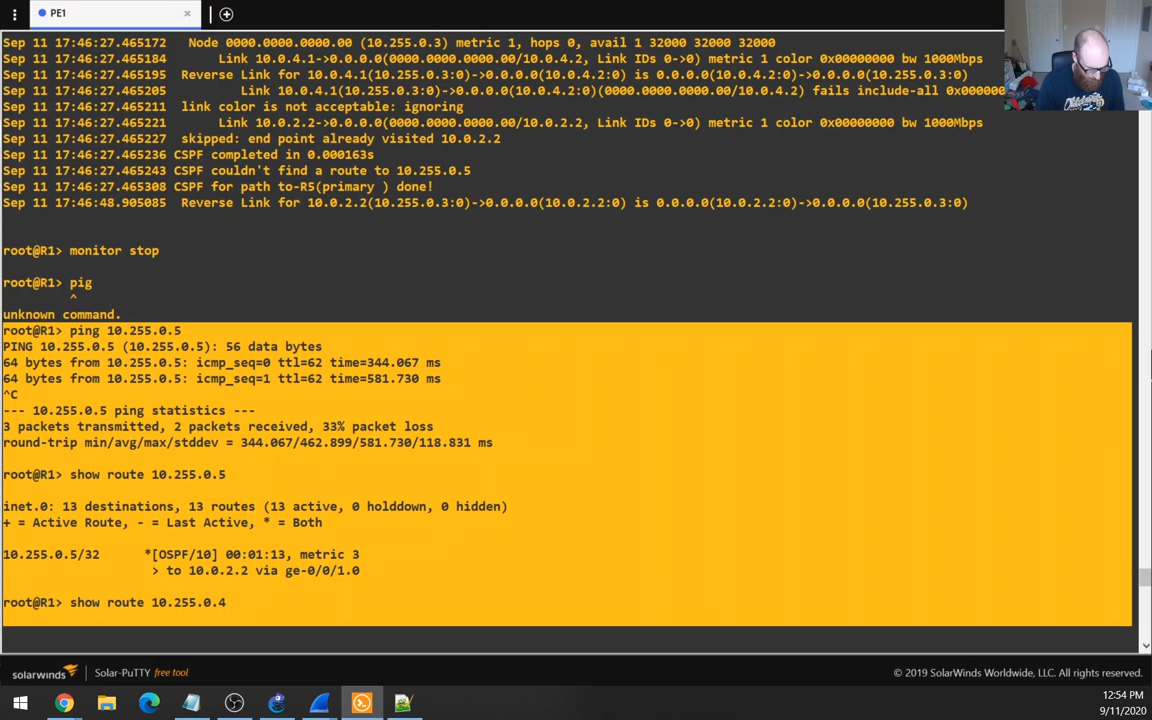 PE1
Sep 11 17:46:27.465172   Node 0000.0000.0000.00 (10.255.0.3) metric 1, hops 0, avail 1 32000 32000 32000
Sep 11 17:46:27.465184       Link 10.0.4.1->0.0.0.0(0000.0000.0000.00/10.0.4.2, Link IDs 0->0) metric 1 color 0x00000000 bw 1000Mbps
Sep 11 17:46:27.465195  Reverse Link for 10.0.4.1(10.255.0.3:0)->0.0.0.0(10.0.4.2:0) is 0.0.0.0(10.0.4.2:0)->0.0.0.0(10.255.0.3:0)
Sep 11 17:46:27.465205          Link 10.0.4.1->0.0.0.0(10.0.4.2:0)(0000.0000.0000.00/10.0.4.2) fails include-all 0x00000
Sep 11 17:46:27.465211  link color is not acceptable: ignoring
Sep 11 17:46:27.465221       Link 10.0.2.2->0.0.0.0(0000.0000.0000.00/10.0.2.2, Link IDs 0->0) metric 1 color 0x00000000 bw 1000Mbps
Sep 11 17:46:27.465227  skipped: end point already visited 10.0.2.2
Sep 11 17:46:27.465236 CSPF completed in 0.000163s
Sep 11 17:46:27.465243 CSPF couldn't find a route to 10.255.0.5
Sep 11 17:46:27.465308 CSPF for path to-R5(primary ) done!
Sep 11 17:46:48.905085  Reverse Link for 10.0.2.2(10.255.0.3:0)->0.0.0.0(10.0.2.2:0) is 0.0.0.0(10.0.2.2:0)->0.0.0.0(10.255.0.3:0)
root@R1> monitor stop
root@R1> pig
^
unknown command.
root@R1> ping 10.255.0.5
PING 10.255.0.5 (10.255.0.5): 56 data bytes
64 bytes from 10.255.0.5: icmp_seq=0 ttl=62 time=344.067 ms
64 bytes from 10.255.0.5: icmp_seq=1 ttl=62 time=581.730 ms
^C
--- 10.255.0.5 ping statistics ---
3 packets transmitted, 2 packets received, 33% packet loss
round-trip min/avg/max/stddev = 344.067/462.899/581.730/118.831 ms
root@R1> show route 10.255.0.5
inet.0: 13 destinations, 13 routes (13 active, 0 holddown, 0 hidden)
+ = Active Route, - = Last Active, * = Both
10.255.0.5/32      *[OSPF/10] 00:01:13, metric 3
> to 10.0.2.2 via ge-0/0/1.0
root@R1> show route 10.255.0.4
solarwinds Solar-PuTTY free tool © 2019 SolarWinds Worldwide, LLC. All rights reserved.
12:54 PM
9/11/2020